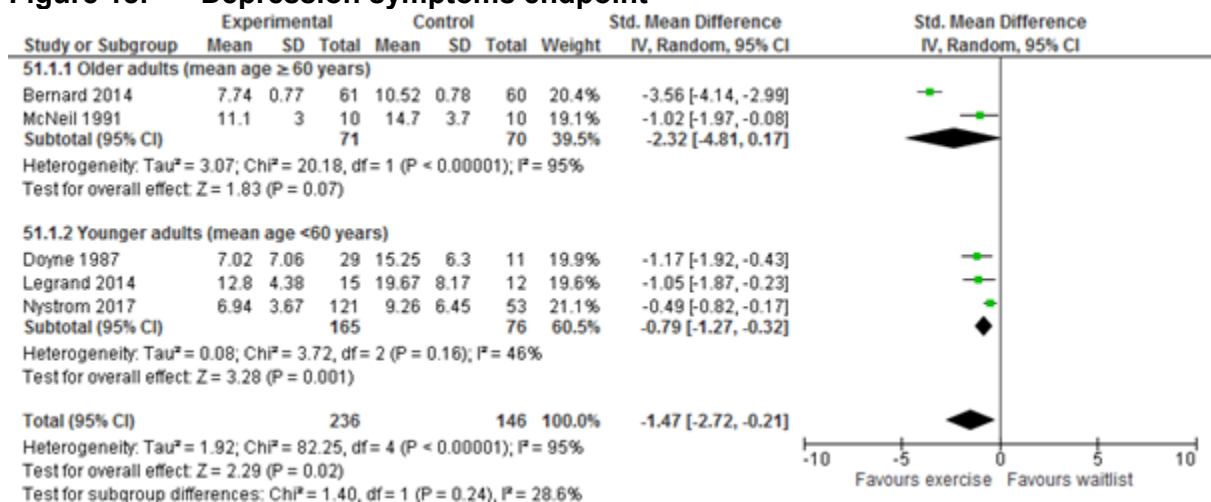 Experimental Control Std. Mean Difference Std. Mean Difference
Study or Subgroup Mean SD Total Mean SD Total Weight IV, Random, 95% CI IV, Random, 95% CI
51.1.1 Older adults (mean age ≥ 60 years)
Bernard 2014 7.74 0.77 61 10.52 0.78 60 20.4% -3.56 [-4.14, -2.99]
McNeil 1991 11.1 3 10 14.7 3.7 10 19.1% -1.02 [-1.97, -0.08]
Subtotal (95% CI) 71 70 39.5% -2.32 [-4.81, 0.17]
Heterogeneity: Tau² = 3.07; Chi² = 20.18, df = 1 (P < 0.00001); I² = 95%
Test for overall effect: Z = 1.83 (P = 0.07)
51.1.2 Younger adults (mean age <60 years)
Doyne 1987 7.02 7.06 29 15.25 6.3 11 19.9% -1.17 [-1.92, -0.43]
Legrand 2014 12.8 4.38 15 19.67 8.17 12 19.6% -1.05 [-1.87, -0.23]
Nystrom 2017 6.94 3.67 121 9.26 6.45 53 21.1% -0.49 [-0.82, -0.17]
Subtotal (95% CI) 165 76 60.5% -0.79 [-1.27, -0.32]
Heterogeneity: Tau² = 0.08; Chi² = 3.72, df = 2 (P = 0.16); I² = 46%
Test for overall effect: Z = 3.28 (P = 0.001)
Total (95% CI) 236 146 100.0% -1.47 [-2.72, -0.21]
Heterogeneity: Tau² = 1.92; Chi² = 82.25, df = 4 (P < 0.00001); I² = 95%
Test for overall effect: Z = 2.29 (P = 0.02)
Test for subgroup differences: Chi² = 1.40, df = 1 (P = 0.24), I² = 28.6%
-10 -5 0 5 10
Favours exercise Favours waitlist